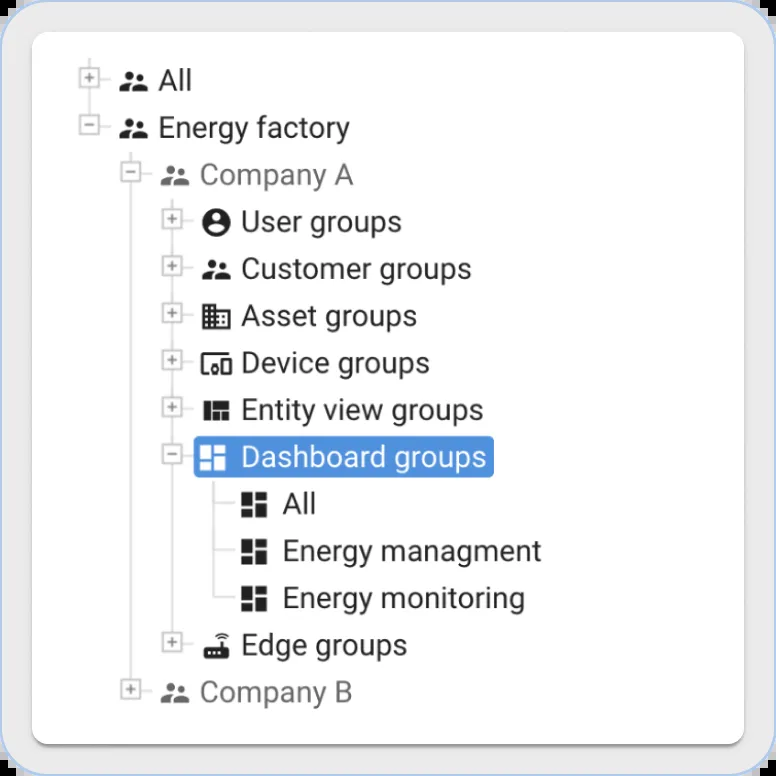 All
Energy factory
Company A
User groups
Customer groups
Asset groups
Device groups
Entity view groups
Dashboard groups
All
Energy managment
Energy monitoring
Edge groups
Company B